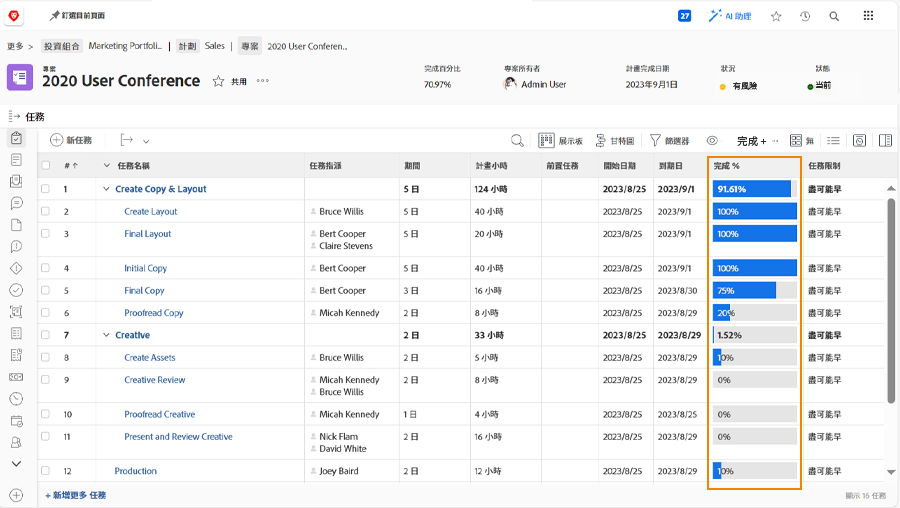 釘選目前頁面
27
AI 助理
更多 > 投資組合 Marketing Portfoli... | 計劃 Sales | 專案 2020 User Conferen...
專案
2020 User Conference
共用
完成百分比
70.97%
專案所有者
Admin User
計畫完成日期
2023年9月1日
狀況
有風險
狀態
當前
任務
新任務
展示板
甘特圖
篩選器
完成 + ...
無
# ↑ 任務名稱 任務指派 期間 計畫小時 前置任務 開始日期 到期日 完成 % 任務限制
1 Create Copy & Layout 5 日 124 小時 2023/8/25 2023/9/1 91.61% 盡可能早
2 Create Layout Bruce Willis 5 日 40 小時 2023/8/25 2023/9/1 100% 盡可能早
3 Final Layout Bert Cooper 5 日 20 小時 2023/8/25 2023/9/1 100% 盡可能早
Claire Stevens
4 Initial Copy Bert Cooper 5 日 40 小時 2023/8/25 2023/9/1 100% 盡可能早
5 Final Copy Bert Cooper 3 日 16 小時 2023/8/25 2023/8/30 75% 盡可能早
6 Proofread Copy Micah Kennedy 2 日 8 小時 2023/8/25 2023/8/29 20% 盡可能早
7 Creative 2 日 33 小時 2023/8/25 2023/8/29 1.52% 盡可能早
8 Create Assets Bruce Willis 2 日 5 小時 2023/8/25 2023/8/29 10% 盡可能早
9 Creative Review Micah Kennedy 2 日 8 小時 2023/8/25 2023/8/29 0% 盡可能早
Bruce Willis
10 Proofread Creative Micah Kennedy 1 日 4 小時 2023/8/25 2023/8/25 0% 盡可能早
11 Present and Review Creative Nick Flam 2 日 16 小時 2023/8/25 2023/8/29 0% 盡可能早
David White
12 Production Joey Baird 2 日 12 小時 2023/8/25 2023/8/29 10% 盡可能早
+ 新增更多 任務
顯示 15 任務